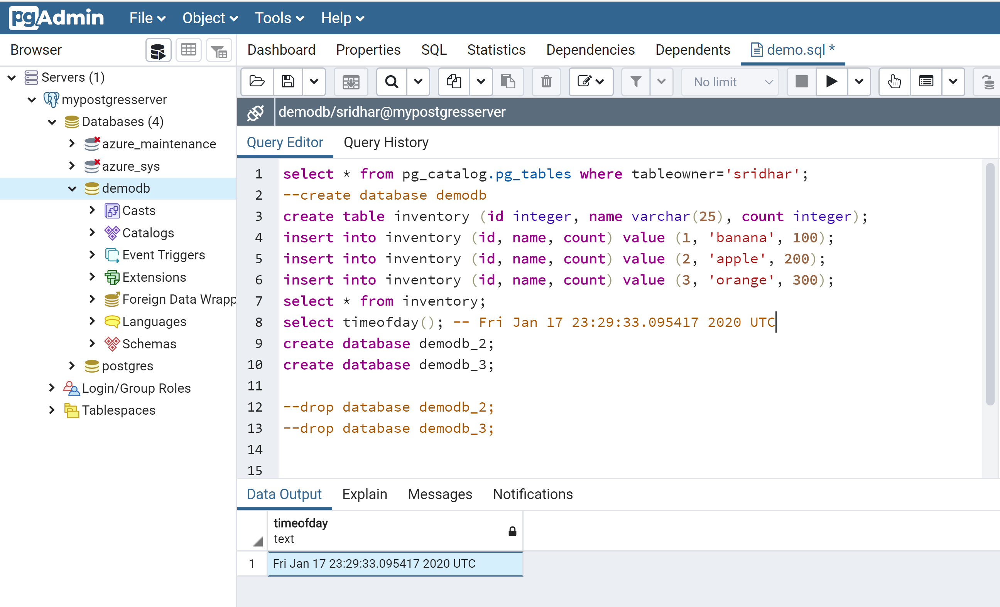 pgAdmin File Object Tools Help
Browser
Dashboard Properties SQL Statistics Dependencies Dependents demo.sql *
Servers (1)
mypostgresserver
Databases (4)
azure_maintenance
azure_sys
demodb
Casts
Catalogs
Event Triggers
Extensions
Foreign Data Wrapp
Languages
Schemas
postgres
Login/Group Roles
Tablespaces
No limit
demodb/sridhar@mypostgresserver
Query Editor Query History
1 select * from pg_catalog.pg_tables where tableowner='sridhar';
2 --create database demodb
3 create table inventory (id integer, name varchar(25), count integer);
4 insert into inventory (id, name, count) value (1, 'banana', 100);
5 insert into inventory (id, name, count) value (2, 'apple', 200);
6 insert into inventory (id, name, count) value (3, 'orange', 300);
7 select * from inventory;
8 select timeofday(); -- Fri Jan 17 23:29:33.095417 2020 UTC
9 create database demodb_2;
10 create database demodb_3;
11
12 --drop database demodb_2;
13 --drop database demodb_3;
14
15
Data Output Explain Messages Notifications
timeofday
text
1 Fri Jan 17 23:29:33.095417 2020 UTC